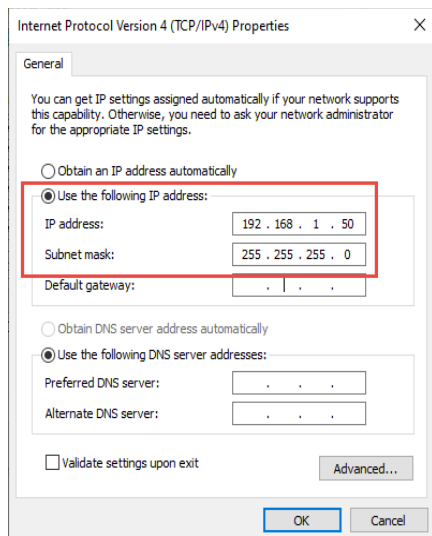 Internet Protocol Version 4 (TCP/IPv4) Properties
General
You can get IP settings assigned automatically if your network supports
this capability. Otherwise, you need to ask your network administrator
for the appropriate IP settings.
Obtain an IP address automatically
Use the following IP address:
IP address: 192 . 168 . 1 . 50
Subnet mask: 255 . 255 . 255 . 0
Default gateway: . . .
Obtain DNS server address automatically
Use the following DNS server addresses:
Preferred DNS server: . . .
Alternate DNS server: . . .
Validate settings upon exit
Advanced...
OK Cancel